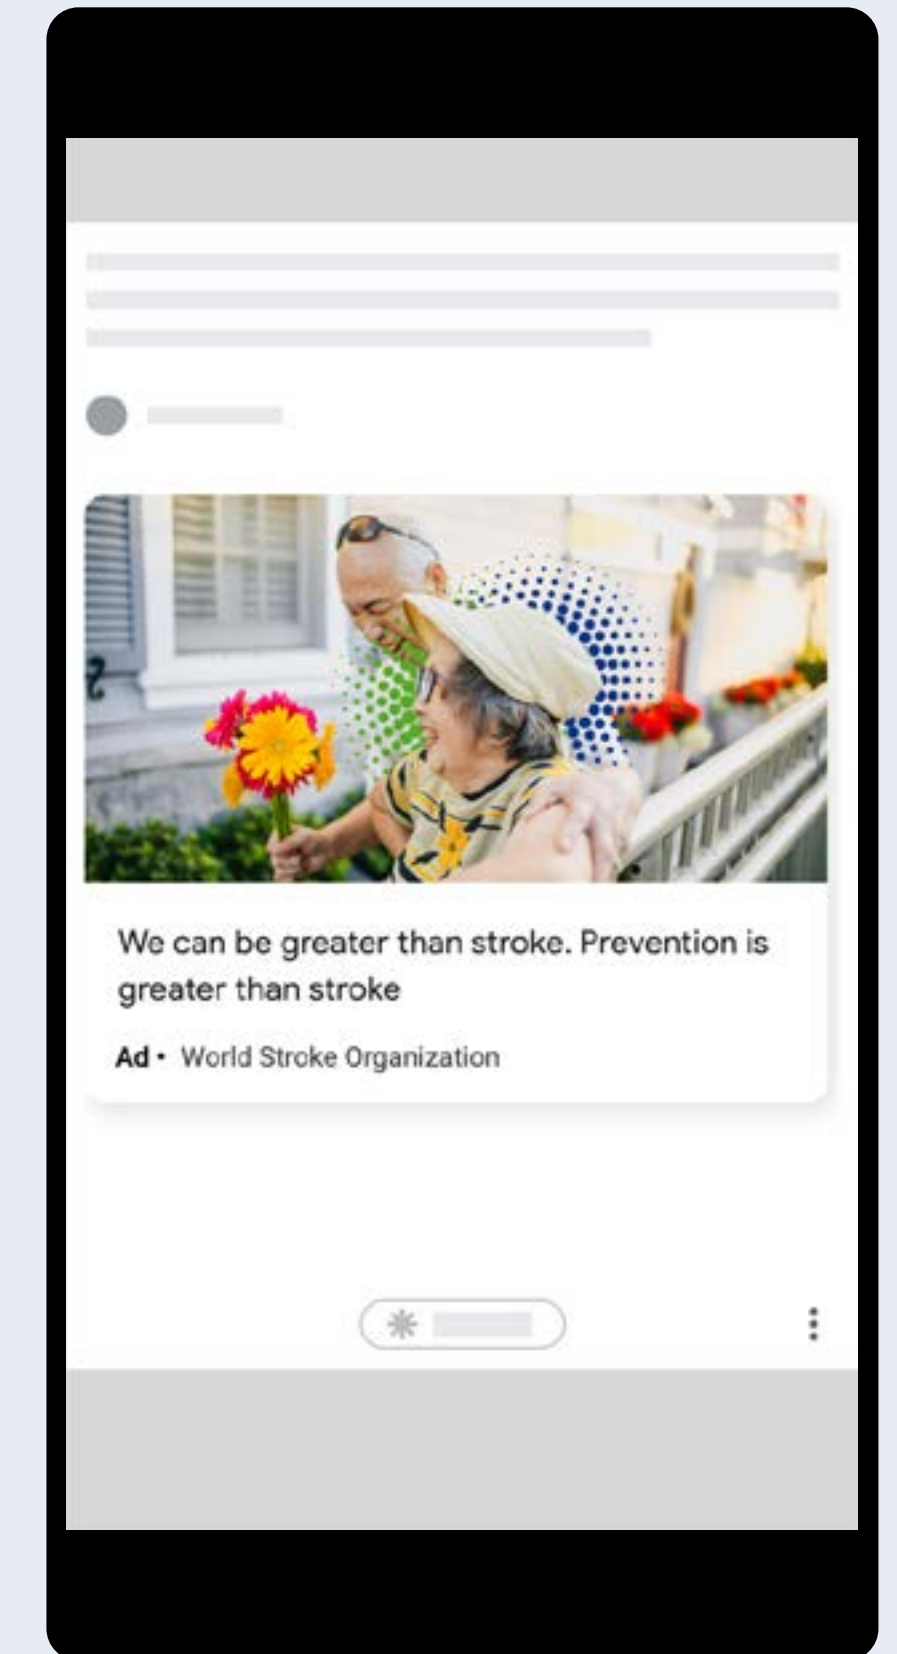 We can be greater than stroke. Prevention is
greater than stroke
Ad • World Stroke Organization